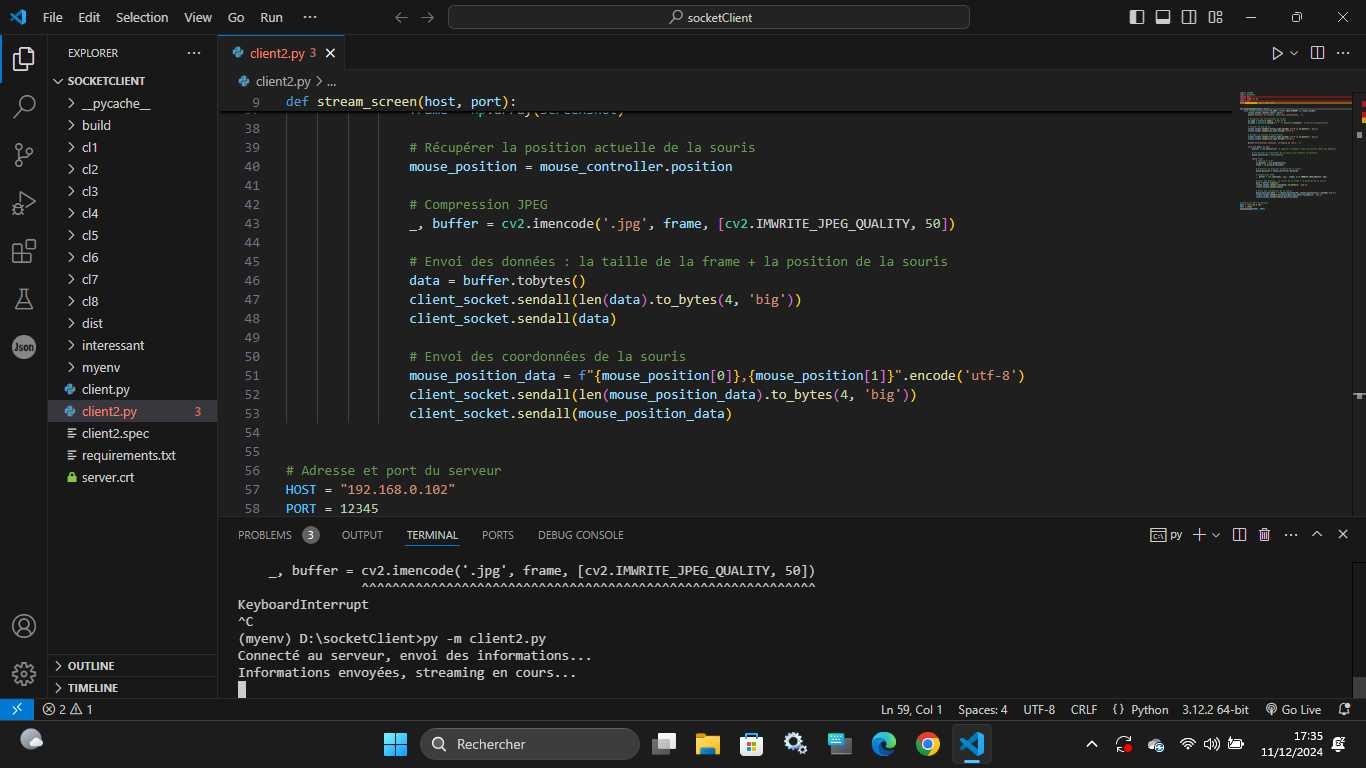 File Edit Selection View Go Run ··· socketClient
EXPLORER ···
SOCKETCLIENT
__pycache__
build
cl1
cl2
cl3
cl4
cl5
cl6
cl7
cl8
dist
interessant
myenv
client.py
client2.py 3
client2.spec
requirements.txt
server.crt
OUTLINE
TIMELINE
Json
client2.py 3
client2.py > ...
9 def stream_screen(host, port):
38
39 # Récupérer la position actuelle de la souris
40 mouse_position = mouse_controller.position
41
42 # Compression JPEG
43 _, buffer = cv2.imencode('.jpg', frame, [cv2.IMWRITE_JPEG_QUALITY, 50])
44
45 # Envoi des données : la taille de la frame + la position de la souris
46 data = buffer.tobytes()
47 client_socket.sendall(len(data).to_bytes(4, 'big'))
48 client_socket.sendall(data)
49
50 # Envoi des coordonnées de la souris
51 mouse_position_data = f"{mouse_position[0]},{mouse_position[1]}".encode('utf-8')
52 client_socket.sendall(len(mouse_position_data).to_bytes(4, 'big'))
53 client_socket.sendall(mouse_position_data)
54
55
56 # Adresse et port du serveur
57 HOST = "192.168.0.102"
58 PORT = 12345
PROBLEMS 3 OUTPUT TERMINAL PORTS DEBUG CONSOLE py
_, buffer = cv2.imencode('.jpg', frame, [cv2.IMWRITE_JPEG_QUALITY, 50])
^^^^^^^^^^^^^^^^^^^^^^^^^^^^^^^^^^^^^^^^^^^^^^^^^^^^^^^^^^^
KeyboardInterrupt
^C
(myenv) D:\socketClient>py -m client2.py
Connecté au serveur, envoi des informations...
Informations envoyées, streaming en cours...
2 1 Ln 59, Col 1 Spaces: 4 UTF-8 CRLF {} Python 3.12.2 64-bit Go Live
Rechercher
17:35
11/12/2024